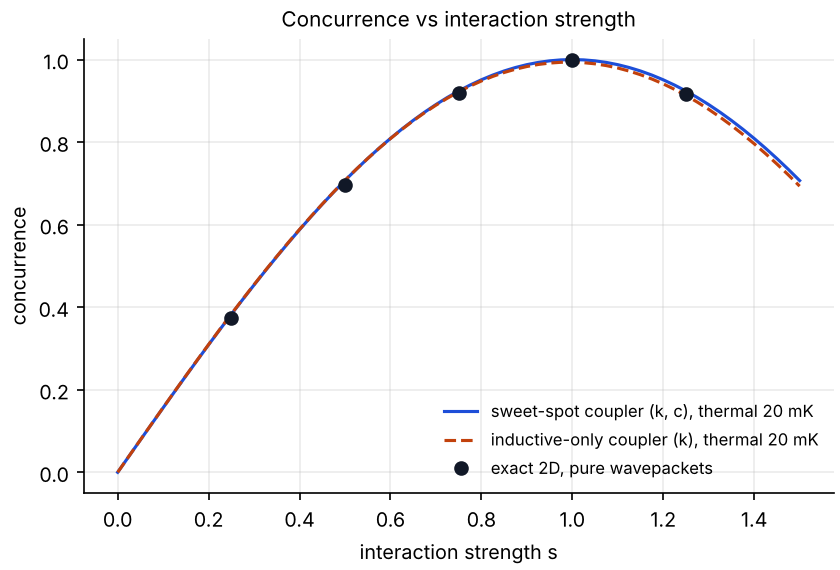 Concurrence vs interaction strength
concurrence
1.0
0.8
0.6
0.4
0.2
0.0
sweet-spot coupler (k, c), thermal 20 mK
inductive-only coupler (k), thermal 20 mK
exact 2D, pure wavepackets
0.0 0.2 0.4 0.6 0.8 1.0 1.2 1.4
interaction strength s